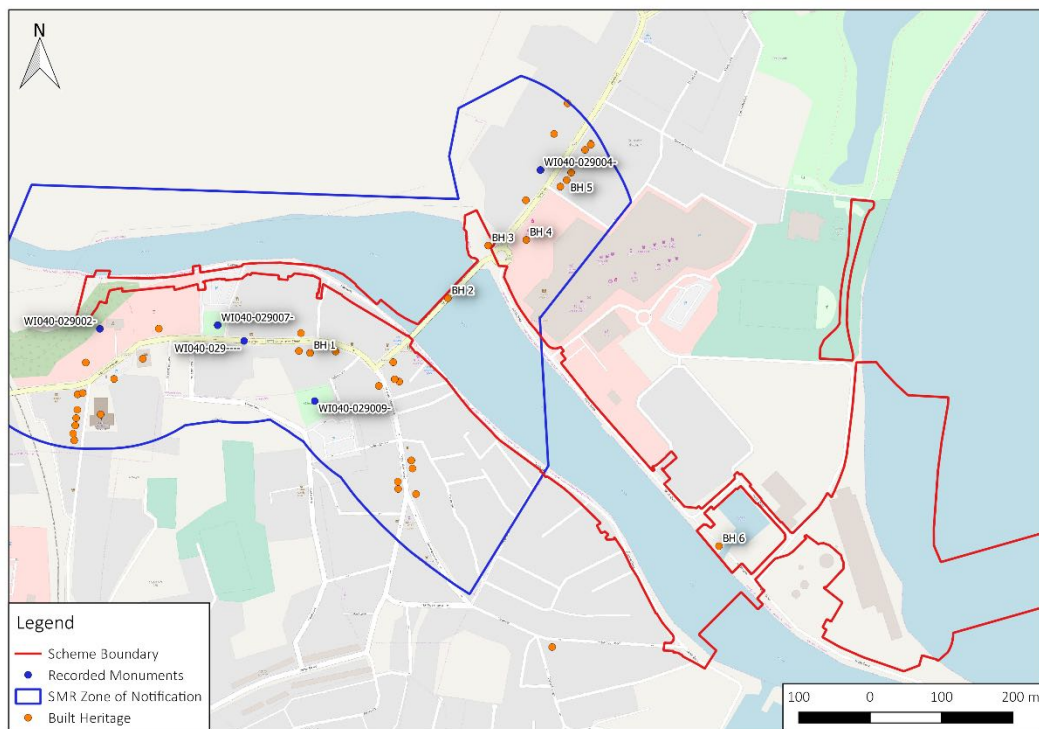 N
WI040-029004-
BH 5
BH 4
BH 3
BH 2
WI040-029002-
WI040-029007-
WI040-029----
BH 1
WI040-029009-
BH 6
Legend
Scheme Boundary
Recorded Monuments
SMR Zone of Notification
Built Heritage
100 0 100 200 m